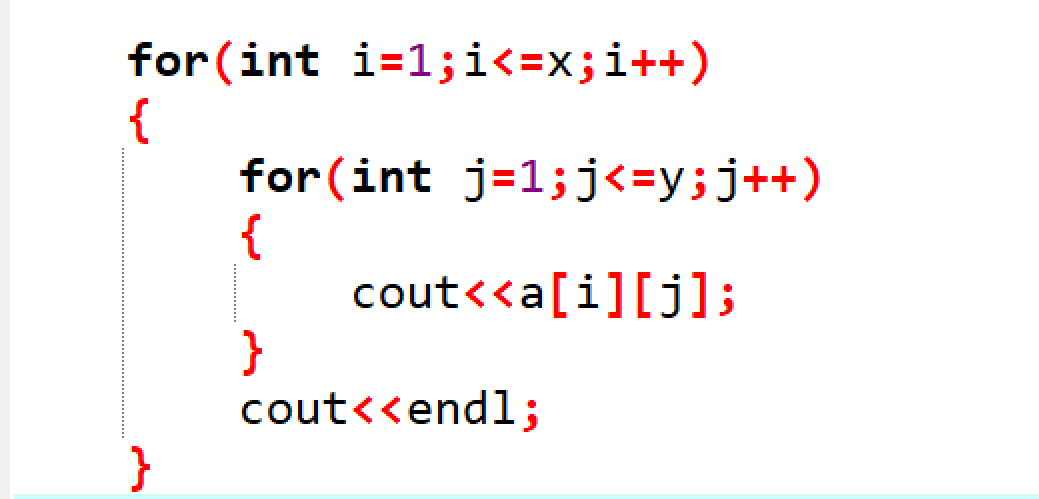 for(int i=1;i<=x;i++)
{
    for(int j=1;j<=y;j++)
    {
        cout<<a[i][j];
    }
    cout<<endl;
}